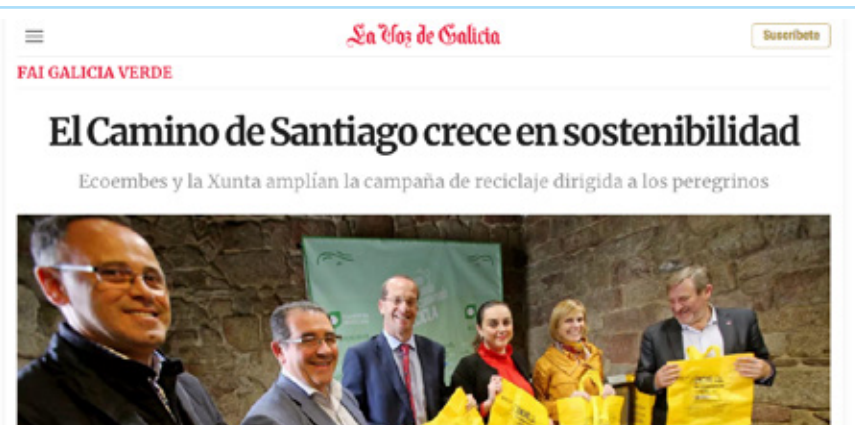 La Voz de Galicia
Suscríbete
FAI GALICIA VERDE
El Camino de Santiago crece en sostenibilidad
Ecoembes y la Xunta amplían la campaña de reciclaje dirigida a los peregrinos